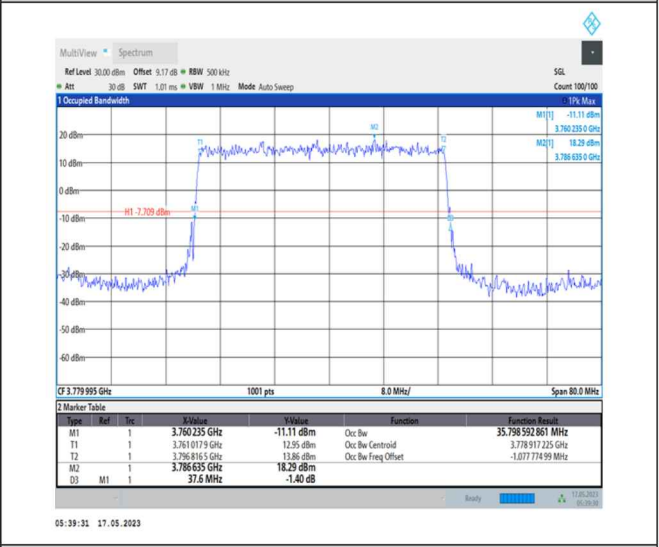 MultiView Spectrum
Ref Level 30.00 dBm Offset 9.17 dB RBW 500 kHz SGL
Att 30 dB SWT 1.01 ms VBW 1 MHz Mode Auto Sweep Count 100/100
1 Occupied Bandwidth 1Pk Max
M1[1] -11.11 dBm
3.760 235 0 GHz
M2[1] 18.29 dBm
3.786 635 0 GHz
M2
20 dBm
T1 T2
10 dBm
0 dBm
H1 -7.709 dBm M1
-10 dBm
D3
-20 dBm
-30 dBm
-40 dBm
-50 dBm
-60 dBm
CF 3.779 995 GHz 1001 pts 8.0 MHz/ Span 80.0 MHz
2 Marker Table
Type Ref Trc X-Value Y-Value Function Function Result
M1 1 3.760235 GHz -11.11 dBm Occ Bw 35.798 592 861 MHz
T1 1 3.761 017 9 GHz 12.95 dBm Occ Bw Centroid 3.778 917 225 GHz
T2 1 3.796 816 5 GHz 13.86 dBm Occ Bw Freq Offset -1.077 774 99 MHz
M2 1 3.786 635 GHz 18.29 dBm
D3 M1 1 37.6 MHz -1.40 dB
Ready 17.05.2023
05:39:30
05:39:31 17.05.2023